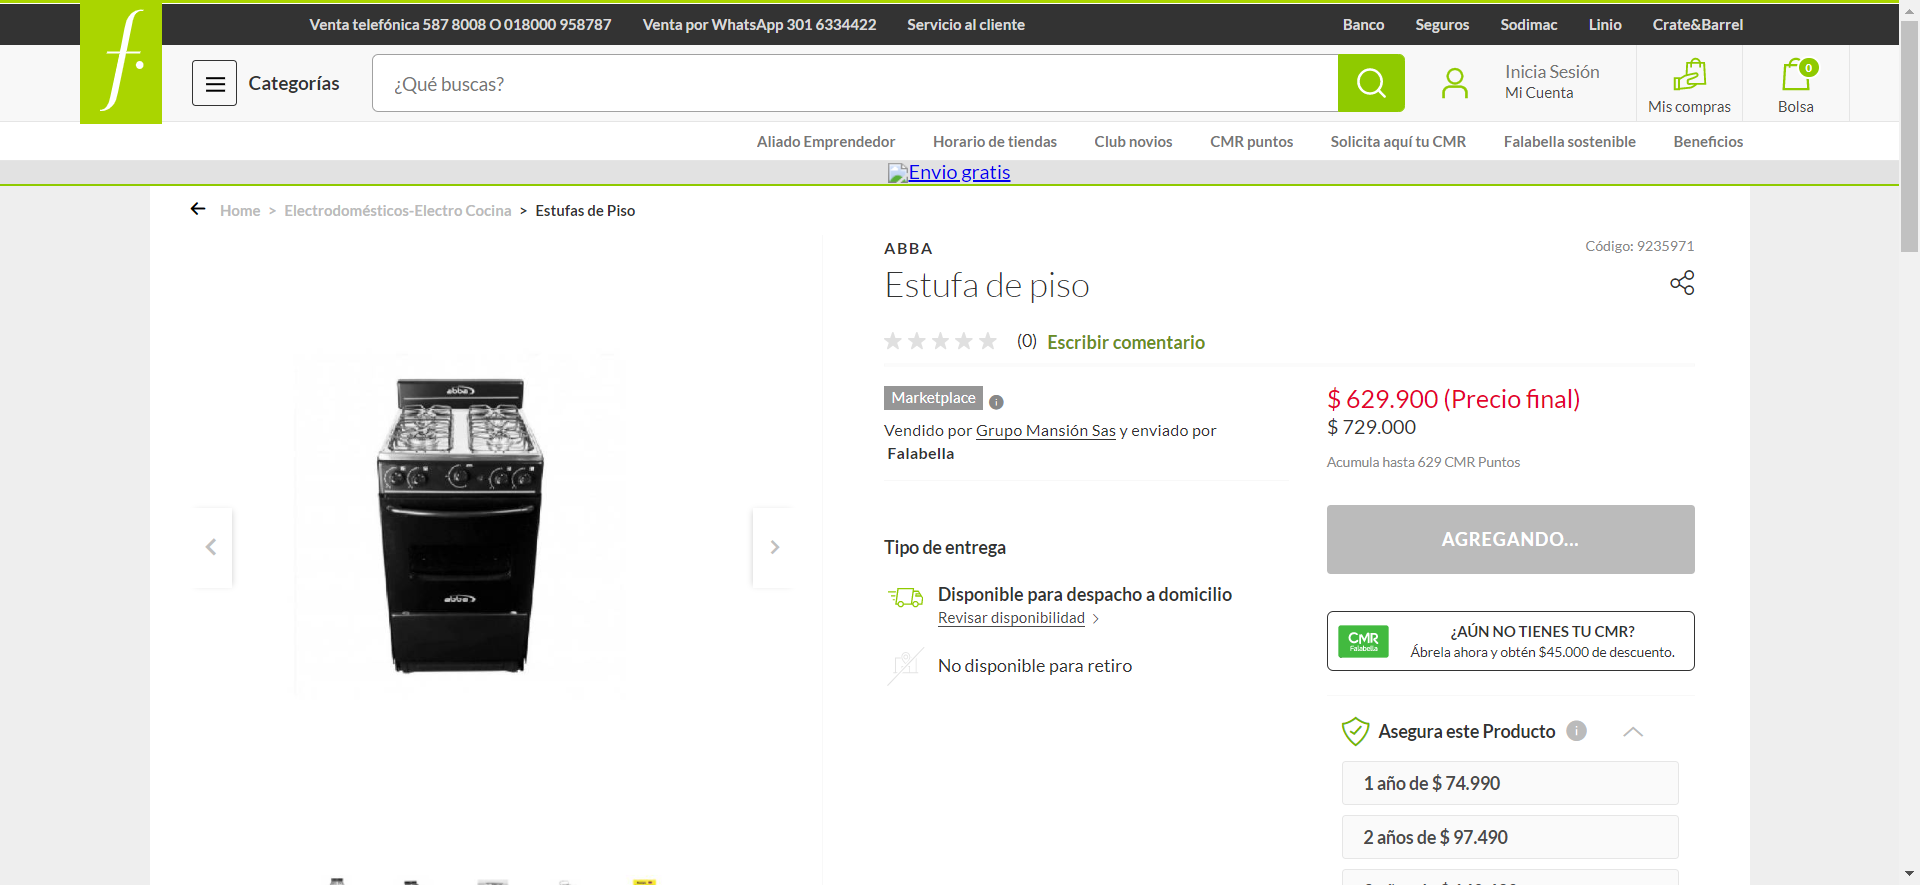 Venta telefónica 587 8008 O 018000 958787 Venta por WhatsApp 301 6334422 Servicio al cliente Banco Seguros Sodimac Linio Crate&Barrel
f.
Categorías
¿Qué buscas?
Inicia Sesión
Mi Cuenta
Mis compras
0
Bolsa
Aliado Emprendedor Horario de tiendas Club novios CMR puntos Solicita aquí tu CMR Falabella sostenible Beneficios
Envio gratis
Home > Electrodomésticos-Electro Cocina > Estufas de Piso
ABBA
Código: 9235971
Estufa de piso
(0) Escribir comentario
abba
abba
Marketplace i
Vendido por Grupo Mansión Sas y enviado por
Falabella
$ 629.900 (Precio final)
$ 729.000
Acumula hasta 629 CMR Puntos
AGREGANDO...
Tipo de entrega
Disponible para despacho a domicilio
Revisar disponibilidad >
No disponible para retiro
CMR
Falabella
¿AÚN NO TIENES TU CMR?
Ábrela ahora y obtén $45.000 de descuento.
Asegura este Producto i
1 año de $ 74.990
2 años de $ 97.490